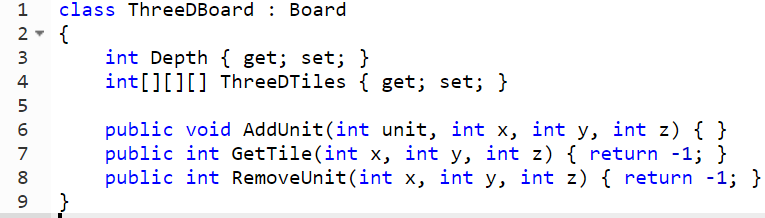 1 class ThreeDBoard : Board
2 {
3     int Depth { get; set; }
4     int[][][] ThreeDTiles { get; set; }
5
6     public void AddUnit(int unit, int x, int y, int z) { }
7     public int GetTile(int x, int y, int z) { return -1; }
8     public int RemoveUnit(int x, int y, int z) { return -1; }
9 }